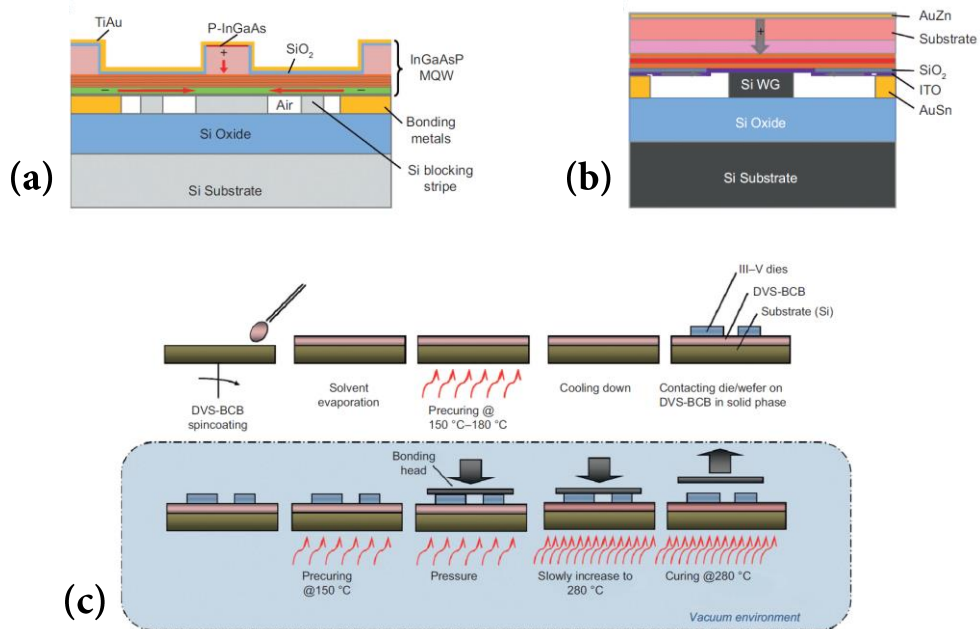 TiAu
P-InGaAs
+
SiO2
InGaAsP
MQW
−
−
Air
Bonding
metals
Si Oxide
Si blocking
stripe
Si Substrate
(a)
AuZn
+
Substrate
SiO2
ITO
Si WG
AuSn
Si Oxide
Si Substrate
(b)
III–V dies
DVS-BCB
Substrate (Si)
DVS-BCB
spincoating
Solvent
evaporation
Precuring @
150 °C–180 °C
Cooling down
Contacting die/wefer on
DVS-BCB in solid phase
Bonding
head
Precuring
@150 °C
Pressure
Slowly increase to
280 °C
Curing @280 °C
Vacuum environment
(c)